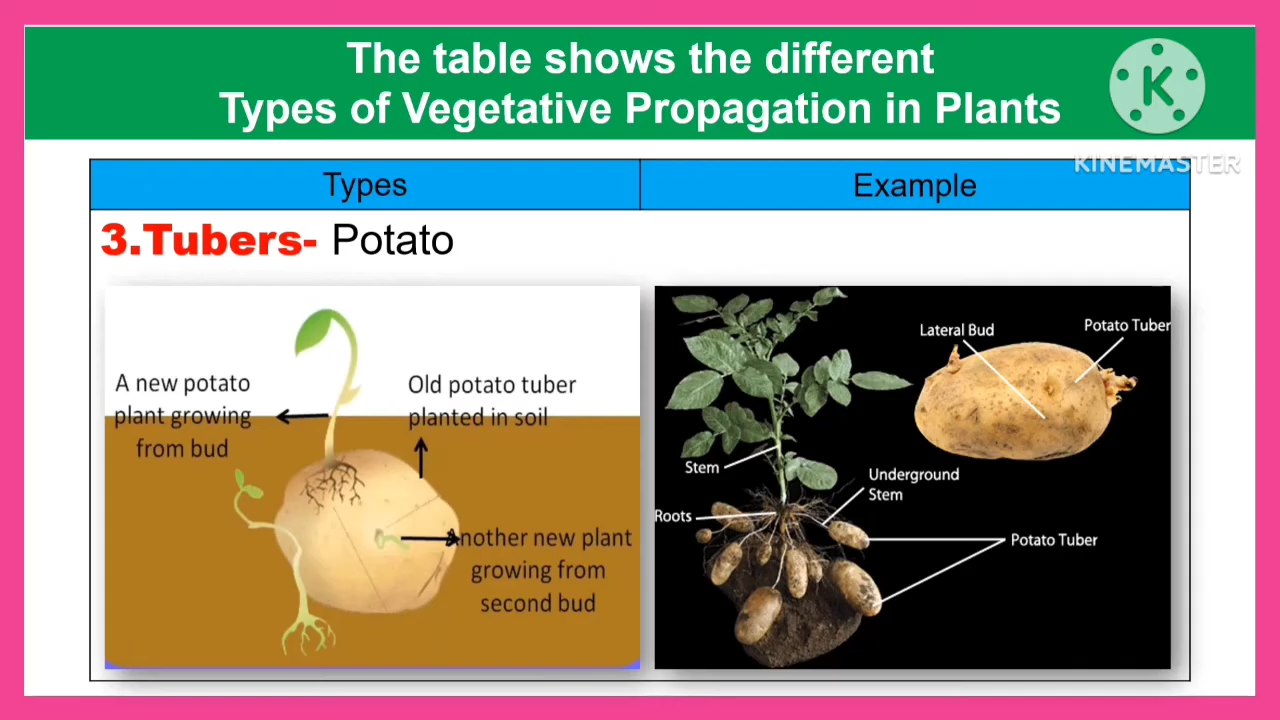 The table shows the different
Types of Vegetative Propagation in Plants
K
KINEMASTER
Types
Example
3.Tubers- Potato
A new potato
plant growing
from bud
Old potato tuber
planted in soil
Another new plant
growing from
second bud
Lateral Bud
Potato Tuber
Stem
Underground
Stem
Roots
Potato Tuber